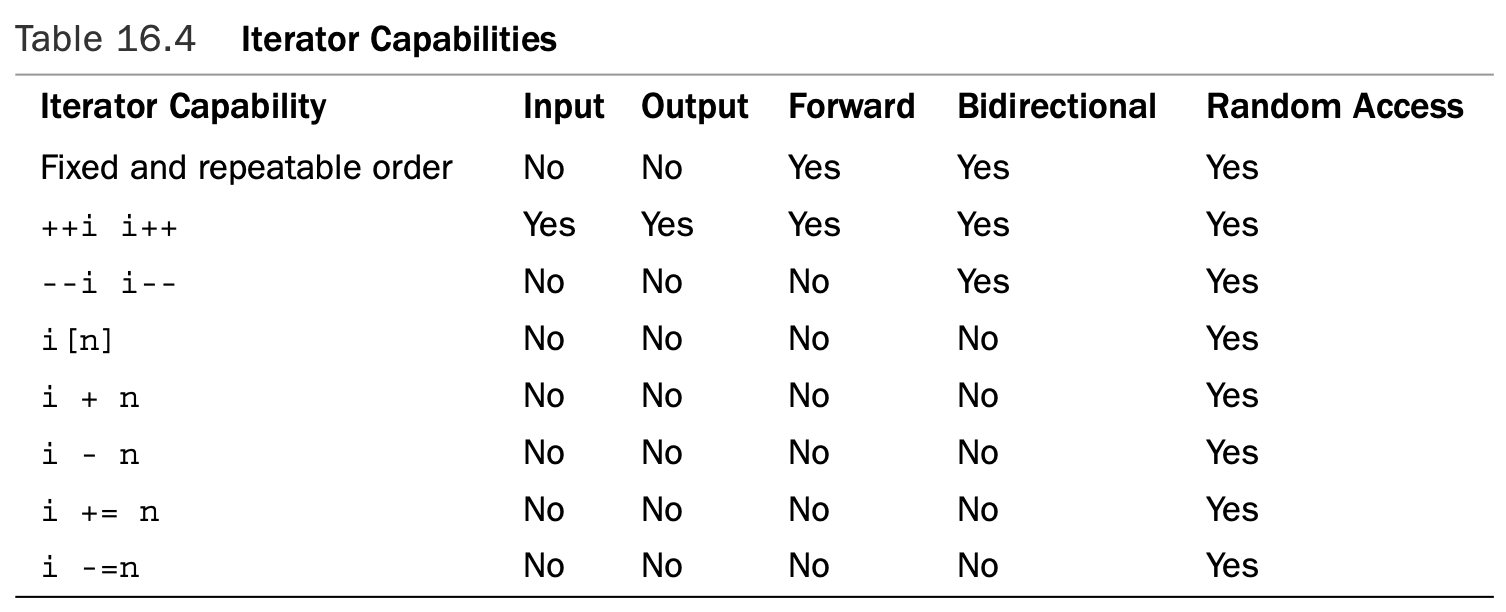 Table 16.4 Iterator Capabilities
Iterator Capability Input Output Forward Bidirectional Random Access
Fixed and repeatable order No No Yes Yes Yes
++i i++ Yes Yes Yes Yes Yes
--i i-- No No No Yes Yes
i[n] No No No No Yes
i + n No No No No Yes
i - n No No No No Yes
i += n No No No No Yes
i -=n No No No No Yes